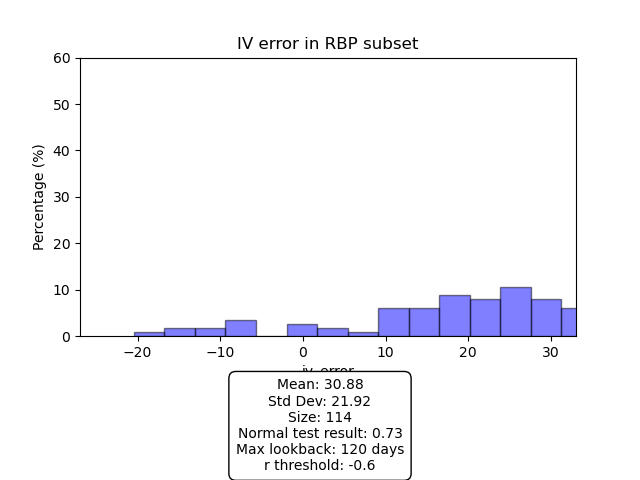 IV error in RBP subset
60
50
40
30
20
10
0
Percentage (%)
−20
−10
0
10
20
30
iv_error
Mean: 30.88
Std Dev: 21.92
Size: 114
Normal test result: 0.73
Max lookback: 120 days
r threshold: -0.6